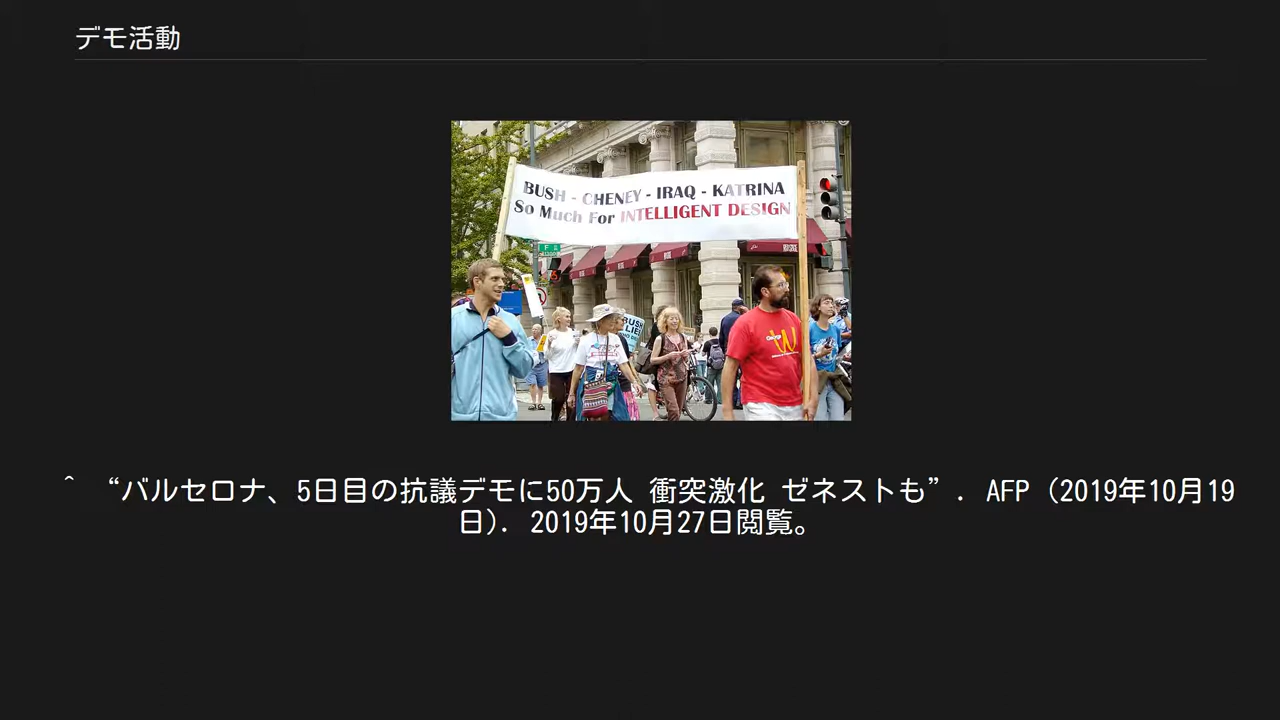 デモ活動
BUSH - CHENEY - IRAQ - KATRINA
So Much For INTELLIGENT DESIGN
F
BUSH
^ “バルセロナ、5日目の抗議デモに50万人 衝突激化 ゼネストも”. AFP (2019年10月19
日). 2019年10月27日閲覧。